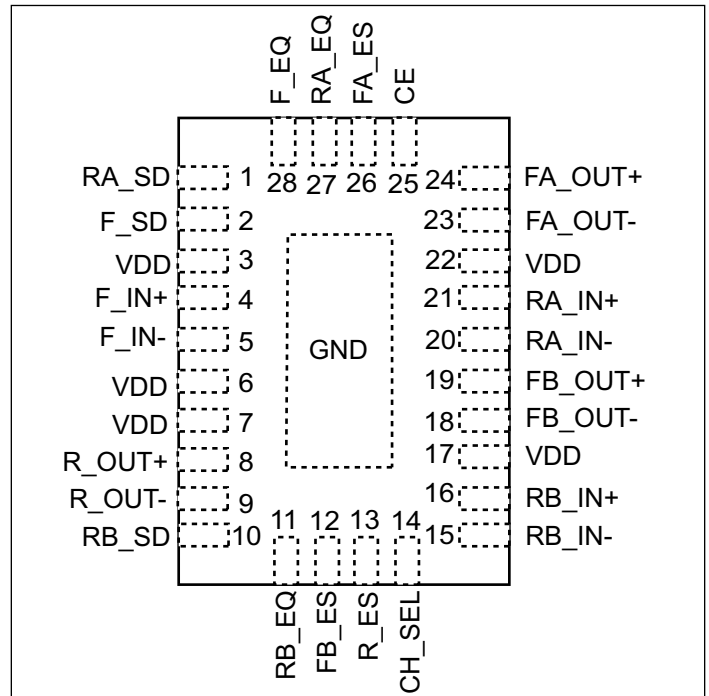 F_EQ
RA_EQ
FA_ES
CE
28 27 26 25
RA_SD 1 24 FA_OUT+
F_SD 2 23 FA_OUT-
VDD 3 22 VDD
F_IN+ 4 21 RA_IN+
F_IN- 5 20 RA_IN-
GND
VDD 6 19 FB_OUT+
VDD 7 18 FB_OUT-
R_OUT+ 8 17 VDD
R_OUT- 9 16 RB_IN+
RB_SD 10 15 RB_IN-
11 12 13 14
RB_EQ
FB_ES
R_ES
CH_SEL